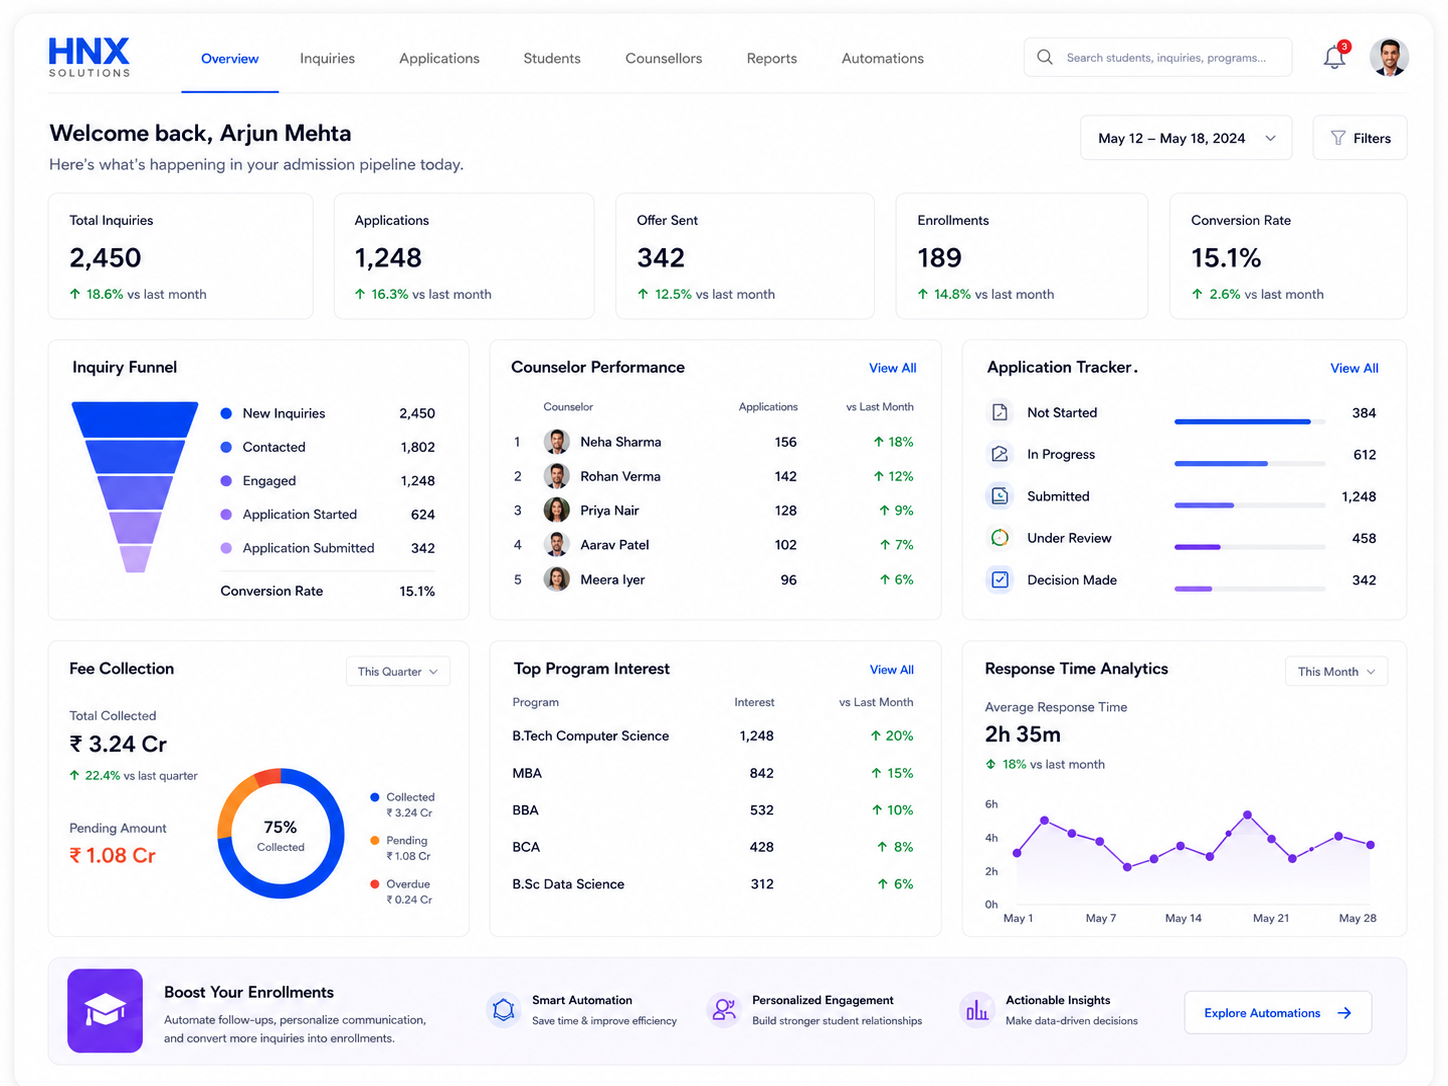 HNX
SOLUTIONS
Overview
Inquiries
Applications
Students
Counsellors
Reports
Automations
Search students, inquiries, programs...
3
Welcome back, Arjun Mehta
Here's what's happening in your admission pipeline today.
May 12 – May 18, 2024
Filters
Total Inquiries
2,450
↑ 18.6% vs last month
Applications
1,248
↑ 16.3% vs last month
Offer Sent
342
↑ 12.5% vs last month
Enrollments
189
↑ 14.8% vs last month
Conversion Rate
15.1%
↑ 2.6% vs last month
Inquiry Funnel
New Inquiries 2,450
Contacted 1,802
Engaged 1,248
Application Started 624
Application Submitted 342
Conversion Rate 15.1%
Counselor Performance View All
Counselor Applications vs Last Month
1 Neha Sharma 156 ↑ 18%
2 Rohan Verma 142 ↑ 12%
3 Priya Nair 128 ↑ 9%
4 Aarav Patel 102 ↑ 7%
5 Meera Iyer 96 ↑ 6%
Application Tracker. View All
Not Started 384
In Progress 612
Submitted 1,248
Under Review 458
Decision Made 342
Fee Collection This Quarter
Total Collected
₹ 3.24 Cr
↑ 22.4% vs last quarter
Pending Amount
₹ 1.08 Cr
75%
Collected
Collected
₹ 3.24 Cr
Pending
₹ 1.08 Cr
Overdue
₹ 0.24 Cr
Top Program Interest View All
Program Interest vs Last Month
B.Tech Computer Science 1,248 ↑ 20%
MBA 842 ↑ 15%
BBA 532 ↑ 10%
BCA 428 ↑ 8%
B.Sc Data Science 312 ↑ 6%
Response Time Analytics This Month
Average Response Time
2h 35m
18% vs last month
6h
4h
2h
0h
May 1 May 7 May 14 May 21 May 28
Boost Your Enrollments
Automate follow-ups, personalize communication,
and convert more inquiries into enrollments.
Smart Automation
Save time & improve efficiency
Personalized Engagement
Build stronger student relationships
Actionable Insights
Make data-driven decisions
Explore Automations →